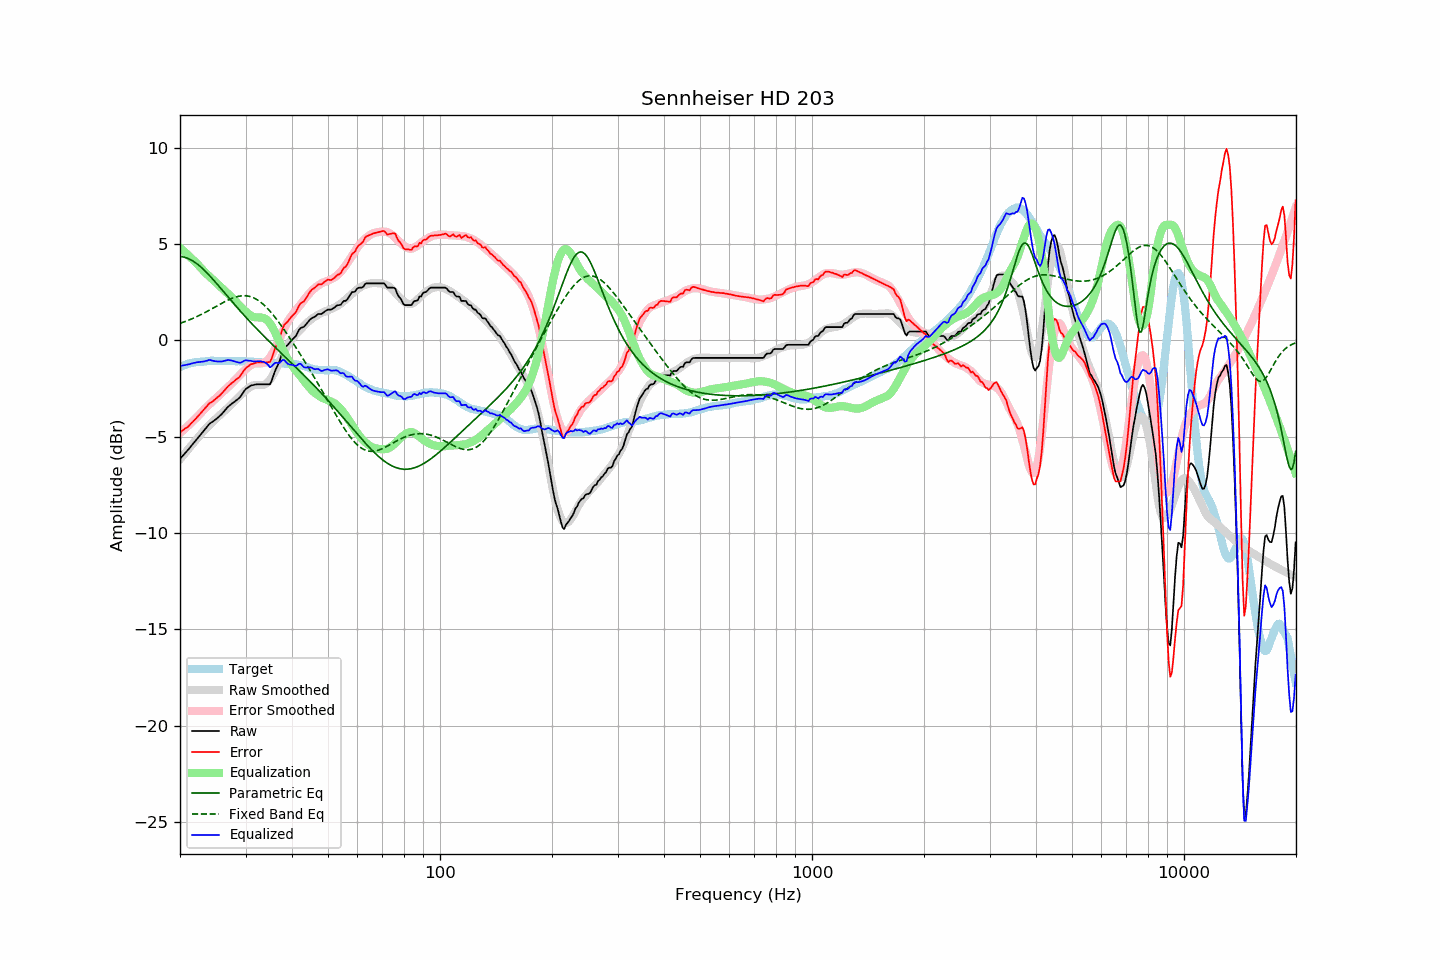 Sennheiser HD 203
Amplitude (dBr)
10
5
0
−5
−10
−15
−20
−25
Target
Raw Smoothed
Error Smoothed
Raw
Error
Equalization
Parametric Eq
Fixed Band Eq
Equalized
100 1000 10000
Frequency (Hz)